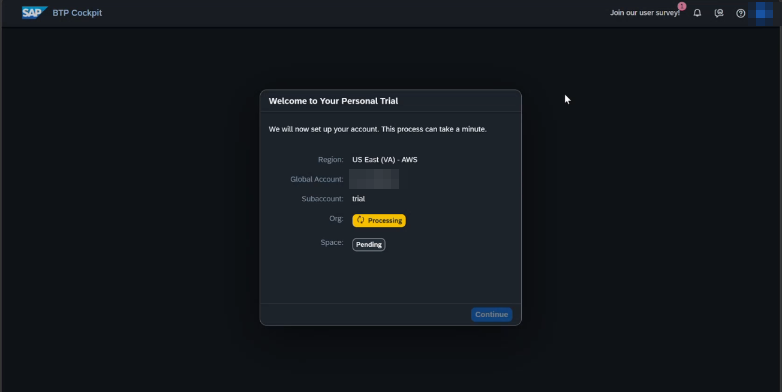 SAP BTP Cockpit Join our user survey! 1
Welcome to Your Personal Trial
We will now set up your account. This process can take a minute.
Region: US East (VA) - AWS
Global Account:
Subaccount: trial
Org: Processing
Space: Pending
Continue